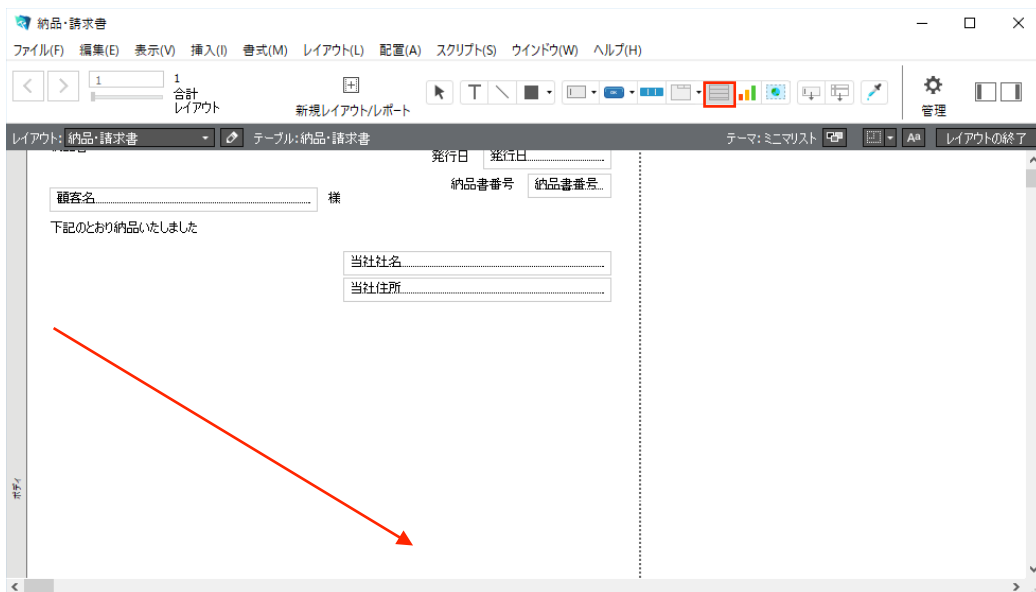 納品・請求書
ファイル(F) 編集(E) 表示(V) 挿入(I) 書式(M) レイアウト(L) 配置(A) スクリプト(S) ウインドウ(W) ヘルプ(H)
1
1
合計
レイアウト
新規レイアウト/レポート
管理
レイアウト: 納品・請求書 テーブル:納品・請求書 テーマ:ミニマリスト Aa レイアウトの終了
発行日 発行日
納品書番号 納品書番号
顧客名 様
下記のとおり納品いたしました
当社社名
当社住所
ボディ